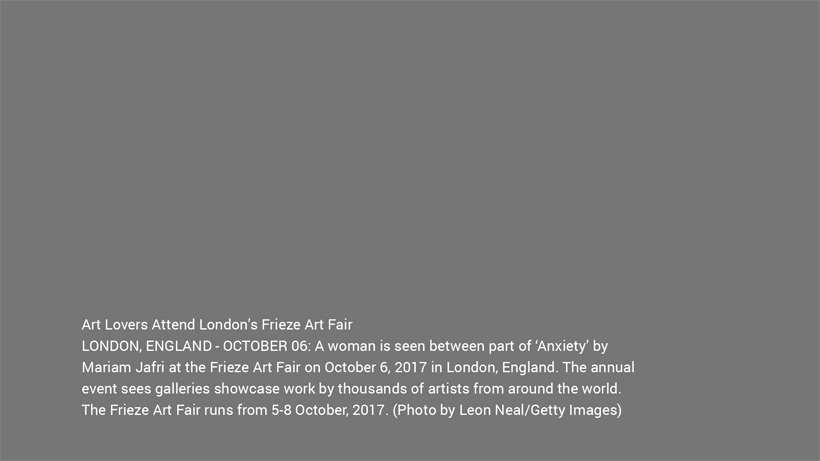 Art Lovers Attend London’s Frieze Art Fair
LONDON, ENGLAND - OCTOBER 06: A woman is seen between part of ‘Anxiety’ by
Mariam Jafri at the Frieze Art Fair on October 6, 2017 in London, England. The annual
event sees galleries showcase work by thousands of artists from around the world.
The Frieze Art Fair runs from 5-8 October, 2017. (Photo by Leon Neal/Getty Images)